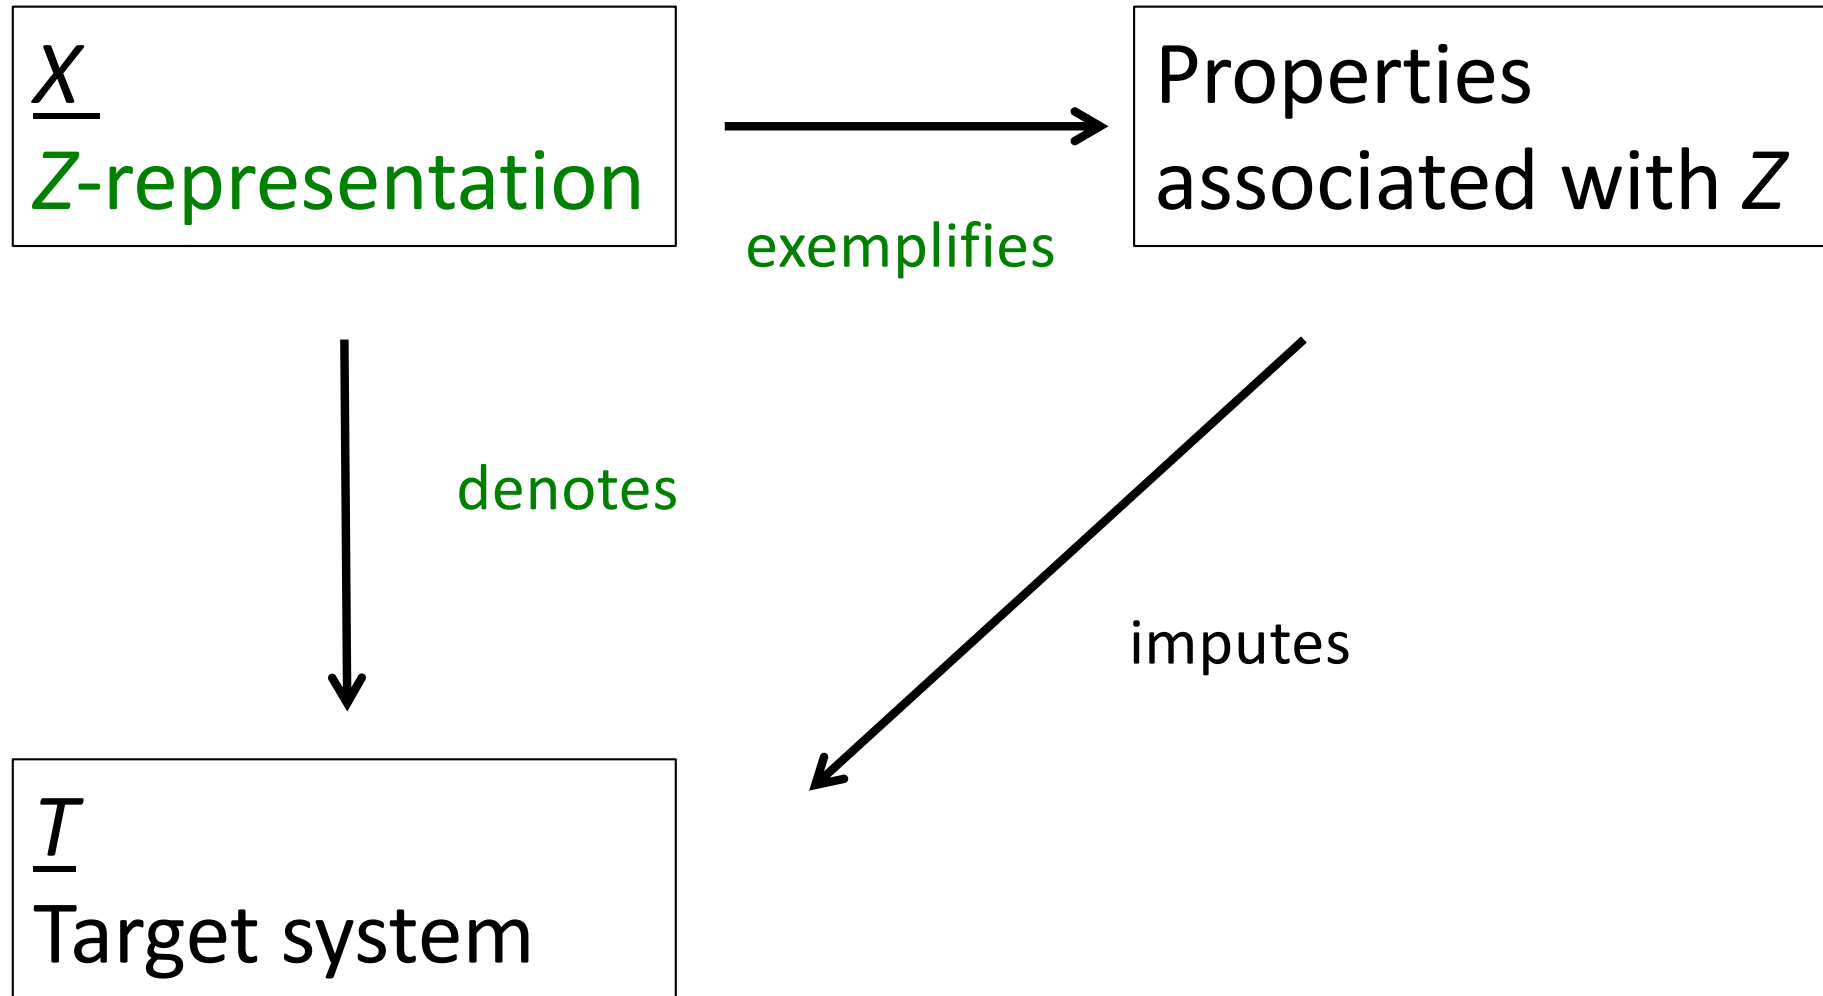 X
Z-representation
Properties
associated with Z
exemplifies
denotes
imputes
T
Target system